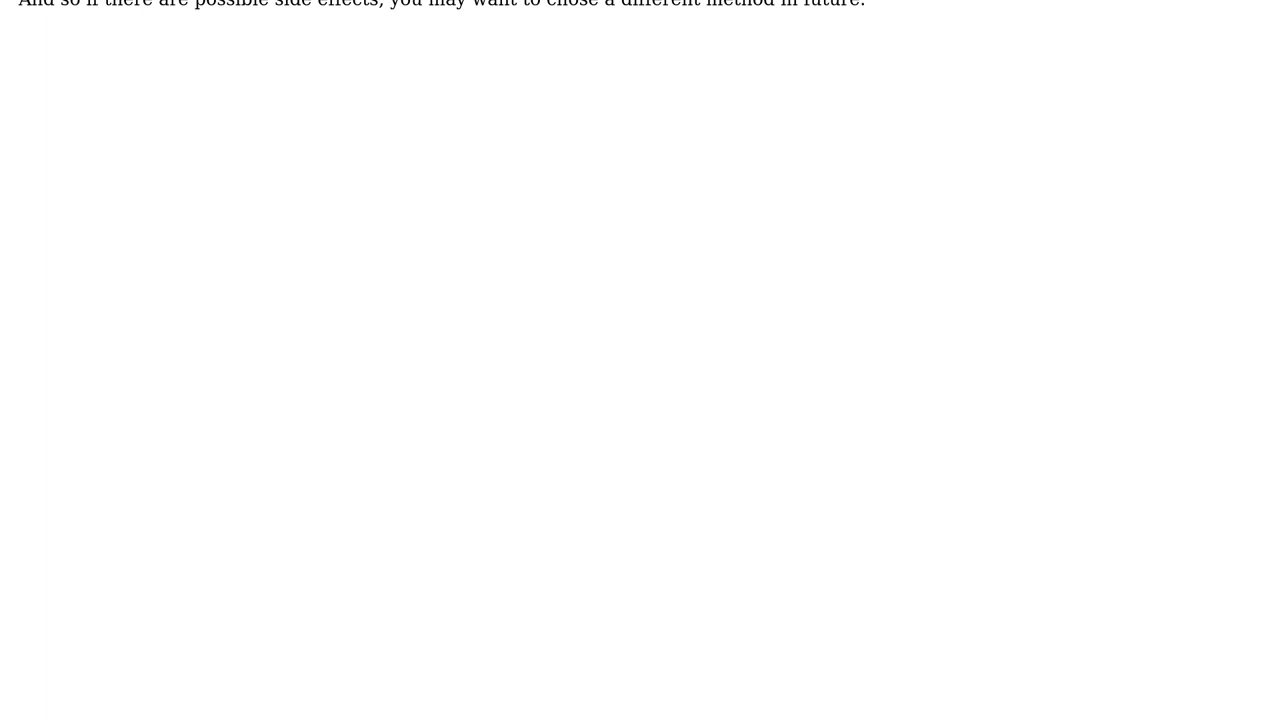 And so if there are possible side effects, you may want to chose a different method in future.